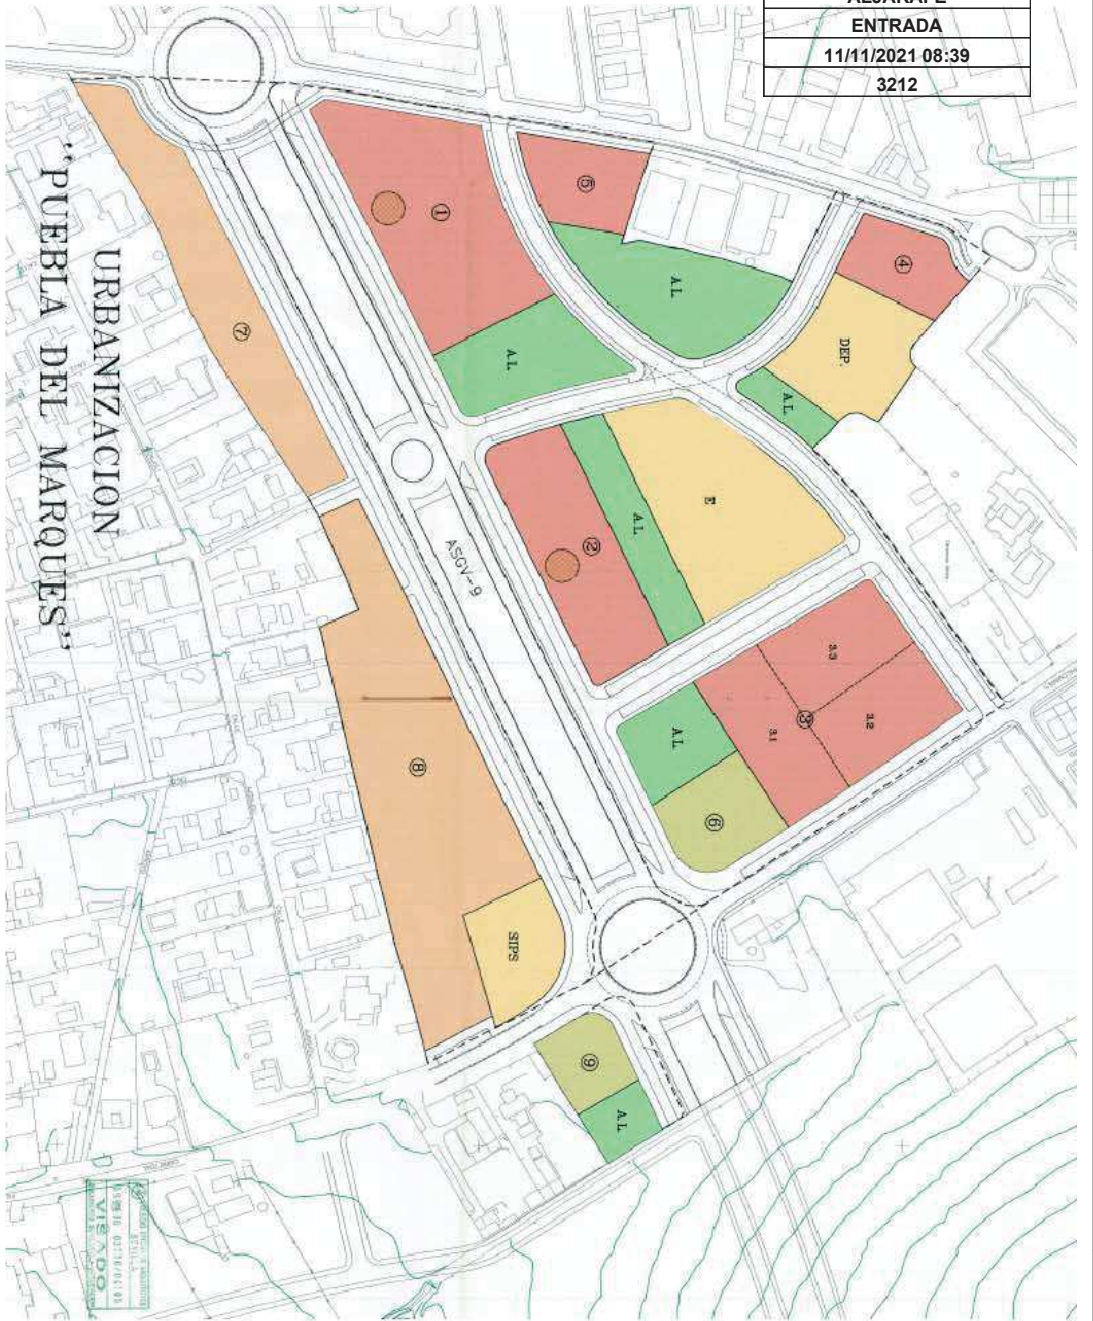 ENTRADA
11/11/2021 08:39
3212
URBANIZACION
"PUEBLA DEL MARQUES"
1
5
4
A.L.
DEP.
A.L.
A.L.
7
E
A.L.
2
ASGV-9
3.3
3.2
3
3.1
A.L.
6
8
SIPS
9
A.L.
SEVILLA
VISADO